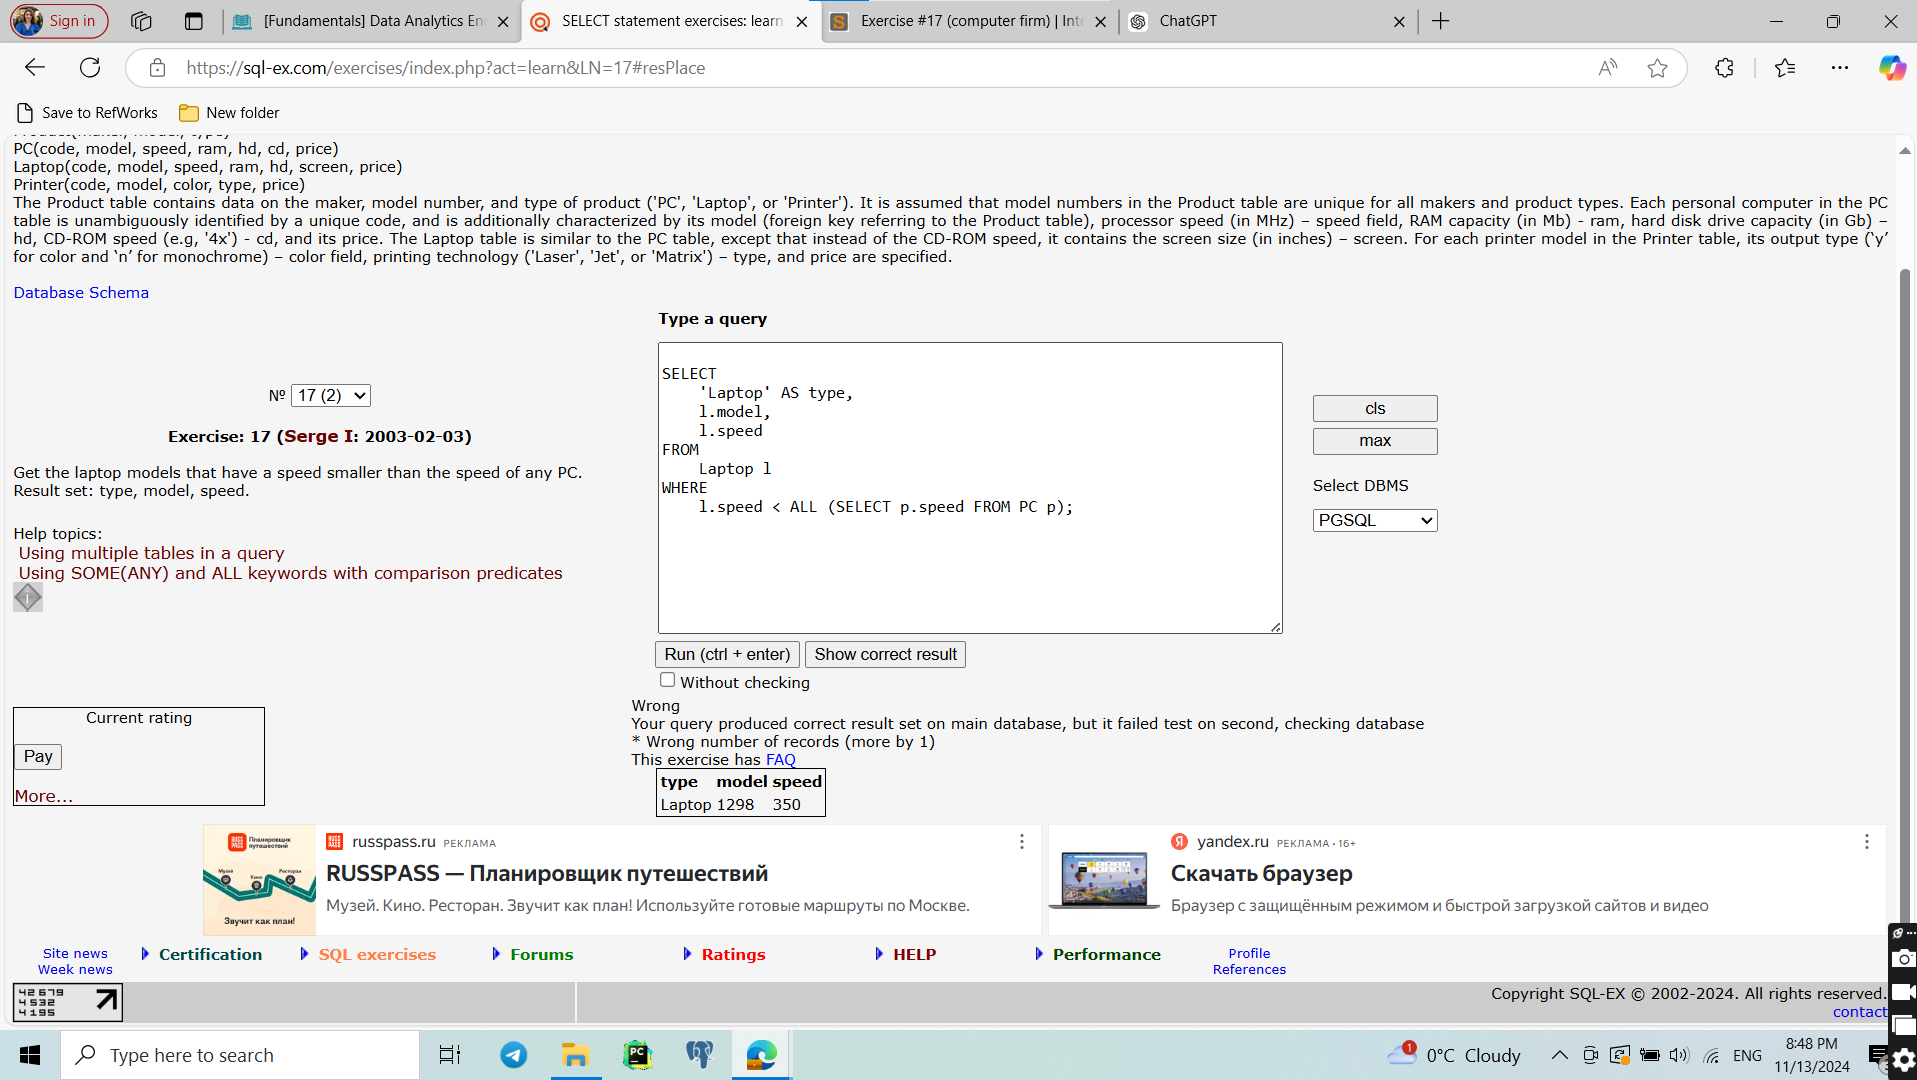 Sign in
[Fundamentals] Data Analytics En
SELECT statement exercises: learn
Exercise #17 (computer firm) | Int
ChatGPT
https://sql-ex.com/exercises/index.php?act=learn&LN=17#resPlace
Save to RefWorks
New folder
Product(maker, model, type)
PC(code, model, speed, ram, hd, cd, price)
Laptop(code, model, speed, ram, hd, screen, price)
Printer(code, model, color, type, price)
The Product table contains data on the maker, model number, and type of product ('PC', 'Laptop', or 'Printer'). It is assumed that model numbers in the Product table are unique for all makers and product types. Each personal computer in the PC
table is unambiguously identified by a unique code, and is additionally characterized by its model (foreign key referring to the Product table), processor speed (in MHz) – speed field, RAM capacity (in Mb) - ram, hard disk drive capacity (in Gb) –
hd, CD-ROM speed (e.g, '4x') - cd, and its price. The Laptop table is similar to the PC table, except that instead of the CD-ROM speed, it contains the screen size (in inches) – screen. For each printer model in the Printer table, its output type (‘y’
for color and ‘n’ for monochrome) – color field, printing technology ('Laser', 'Jet', or 'Matrix') – type, and price are specified.
Database Schema
Type a query
№ 17 (2)
Exercise: 17 (Serge I: 2003-02-03)
Get the laptop models that have a speed smaller than the speed of any PC.
Result set: type, model, speed.
Help topics:
Using multiple tables in a query
Using SOME(ANY) and ALL keywords with comparison predicates
SELECT
'Laptop' AS type,
l.model,
l.speed
FROM
Laptop l
WHERE
l.speed < ALL (SELECT p.speed FROM PC p);
cls
max
Select DBMS
PGSQL
Run (ctrl + enter)
Show correct result
Without checking
Current rating
Pay
More...
Wrong
Your query produced correct result set on main database, but it failed test on second, checking database
* Wrong number of records (more by 1)
This exercise has FAQ
type model speed
Laptop 1298 350
Планировщик
путешествий
Музей
Кино
Ресторан
Звучит как план!
russpass.ru РЕКЛАМА
RUSSPASS — Планировщик путешествий
Музей. Кино. Ресторан. Звучит как план! Используйте готовые маршруты по Москве.
yandex.ru РЕКЛАМА • 16+
Скачать браузер
Браузер с защищённым режимом и быстрой загрузкой сайтов и видео
Site news
Week news
Certification
SQL exercises
Forums
Ratings
HELP
Performance
Profile
References
42679
4532
4195
Copyright SQL-EX © 2002-2024. All rights reserved.
contact
Type here to search
PC
1
0°C Cloudy
ENG
8:48 PM
11/13/2024